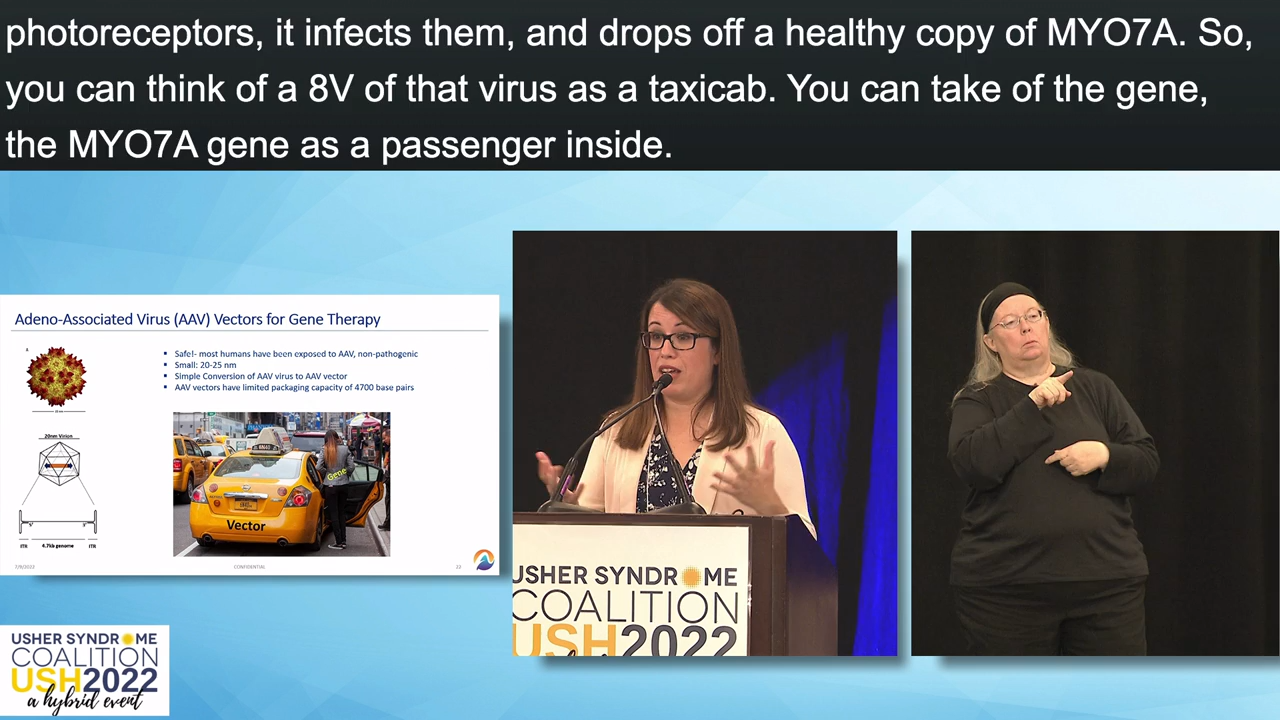 photoreceptors, it infects them, and drops off a healthy copy of MYO7A. So,
you can think of a 8V of that virus as a taxicab. You can take of the gene,
the MYO7A gene as a passenger inside.
Adeno-Associated Virus (AAV) Vectors for Gene Therapy
Safe!- most humans have been exposed to AAV, non-pathogenic
Small: 20-25 nm
Simple Conversion of AAV virus to AAV vector
AAV vectors have limited packaging capacity of 4700 base pairs
20nm Virion
ITR
4.7kb genome
ITR
Gene
Vector
7/9/2022
CONFIDENTIAL
USHER SYNDROME
COALITION
USH2022
USHER SYNDROME
COALITION
USH2022
a hybrid event